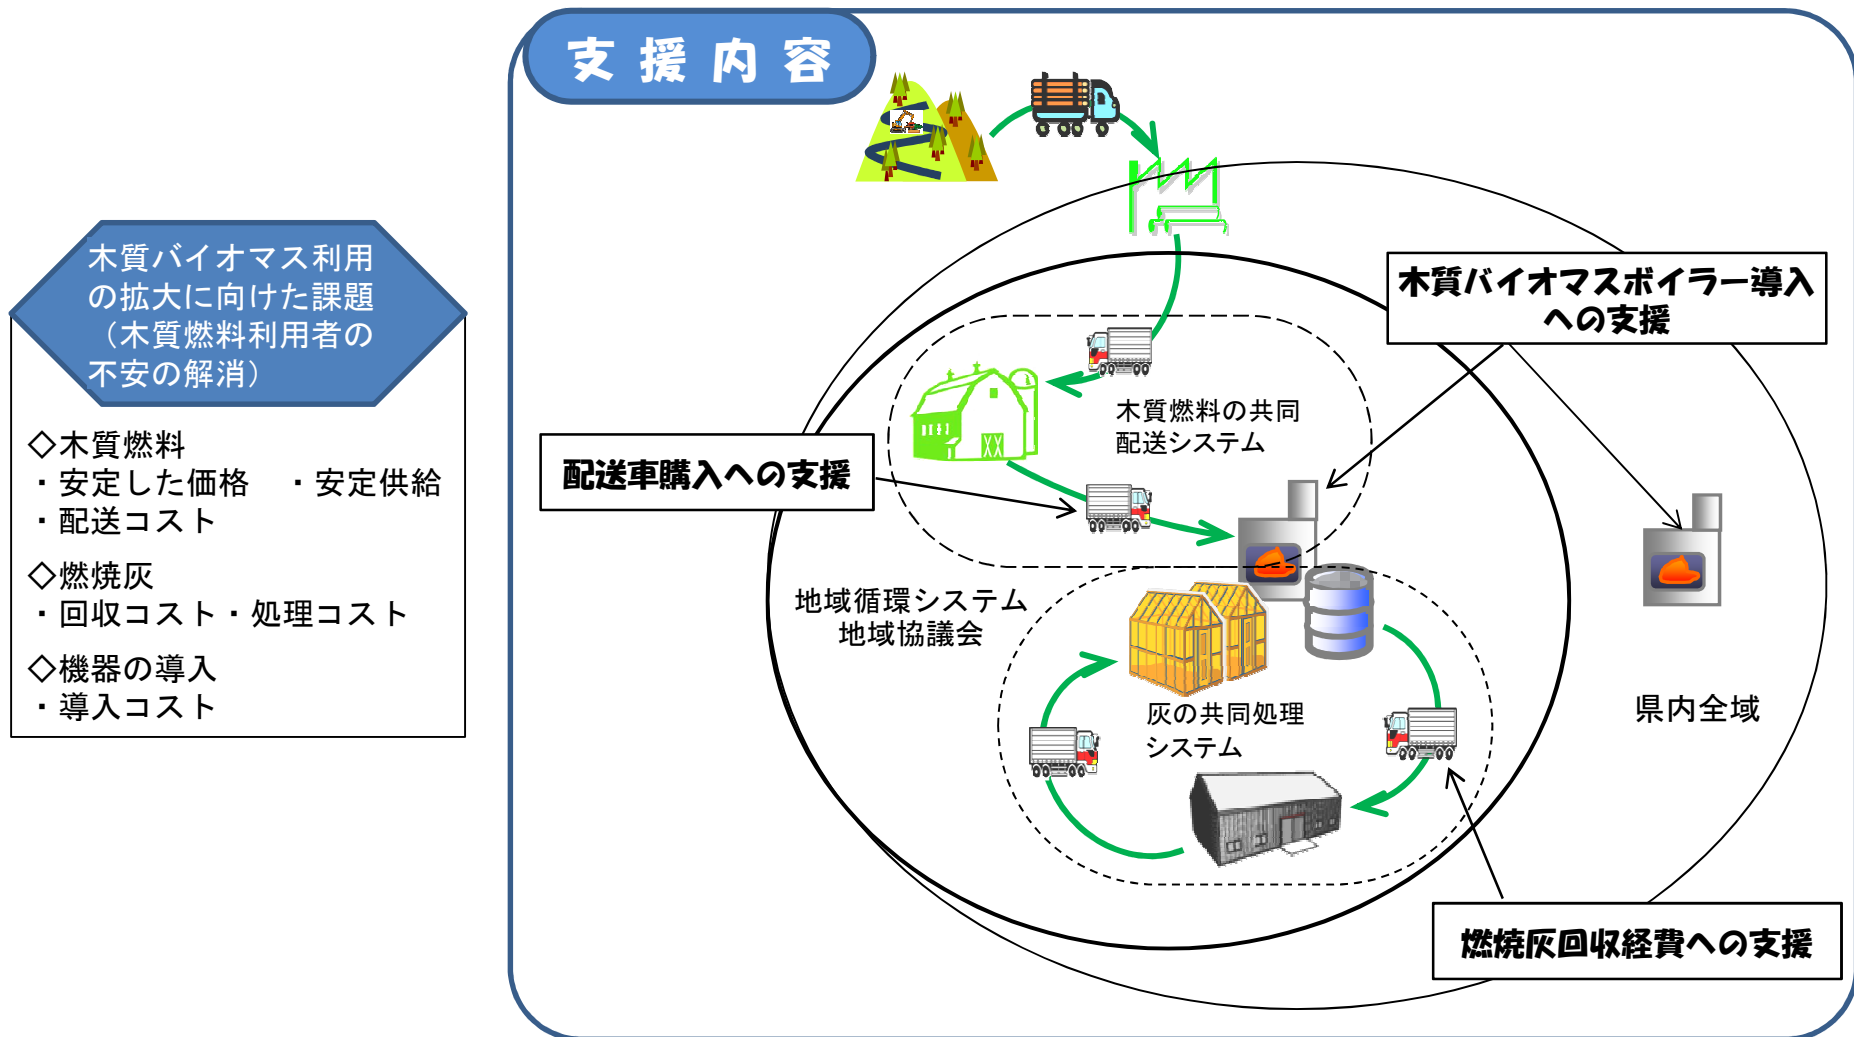 支援内容
木質バイオマス利用
の拡大に向けた課題
（木質燃料利用者の
不安の解消）
◇木質燃料
・安定した価格　・安定供給
・配送コスト
◇燃焼灰
・回収コスト・処理コスト
◇機器の導入
・導入コスト
木質バイオマスボイラー導入
への支援
木質燃料の共同
配送システム
配送車購入への支援
地域循環システム
地域協議会
灰の共同処理
システム
県内全域
燃焼灰回収経費への支援